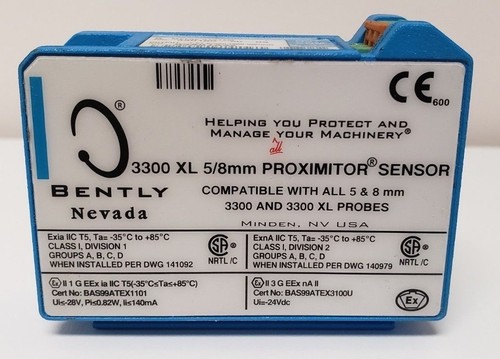 CE 600
HELPING YOU PROTECT AND
MANAGE YOUR MACHINERY®
all
3300 XL 5/8mm PROXIMITOR® SENSOR
BENTLY
Nevada
COMPATIBLE WITH ALL 5 & 8 mm
3300 AND 3300 XL PROBES
MINDEN, NV USA
Exia IIC T5, Ta= -35°C to +85°C
CLASS I, DIVISION 1
GROUPS A, B, C, D
WHEN INSTALLED PER DWG 141092
SA® NRTL /C
ExnA IIC T5, Ta= -35°C to +85°C
CLASS I, DIVISION 2
GROUPS A, B, C, D
WHEN INSTALLED PER DWG 140979
SA® NRTL /C
Ex II 1 G EEx ia IIC T5(-35°C≤Ta≤+85°C)
Cert No: BAS99ATEX1101
Ui≤-28V, Pi≤0.82W, Ii≤140mA
Ex II 3 G EEx nA II
Cert No: BAS99ATEX3100U
Ui=-24Vdc
Ex